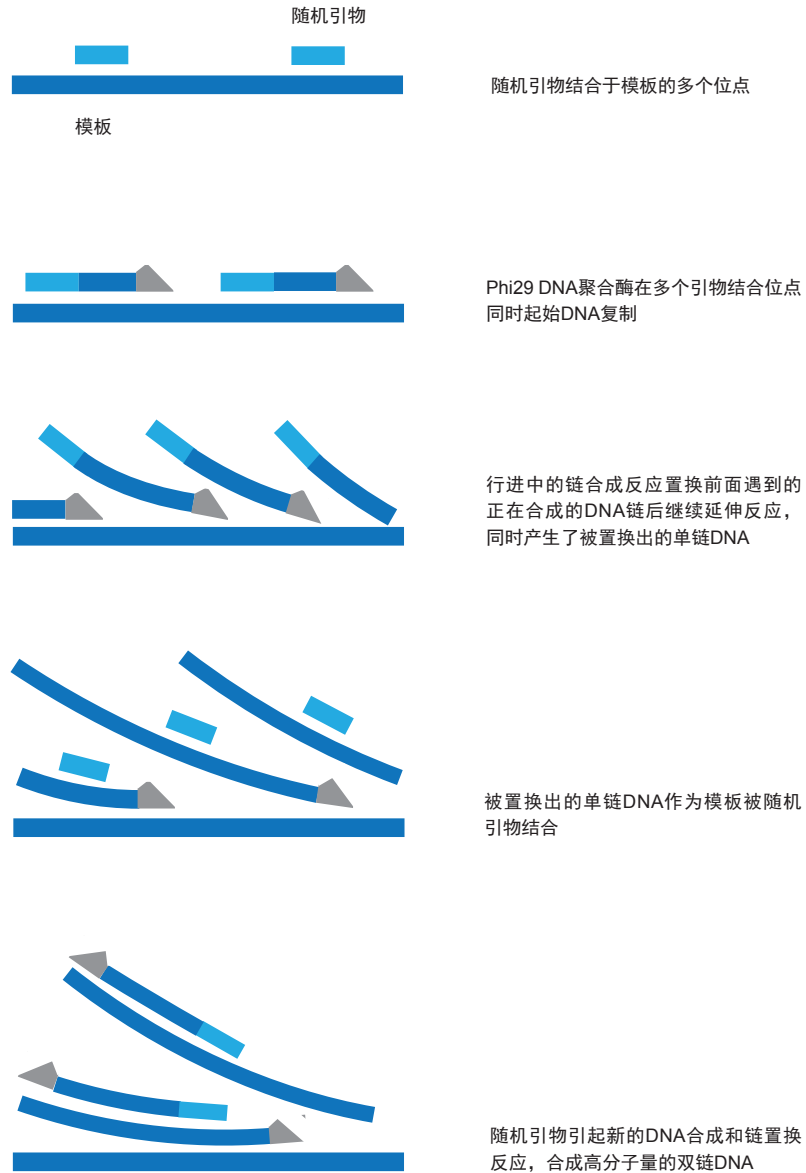 随机引物
随机引物结合于模板的多个位点
模板
Phi29 DNA聚合酶在多个引物结合位点
同时起始DNA复制
行进中的链合成反应置换前面遇到的
正在合成的DNA链后继续延伸反应，
同时产生了被置换出的单链DNA
被置换出的单链DNA作为模板被随机
引物结合
随机引物引起新的DNA合成和链置换
反应，合成高分子量的双链DNA